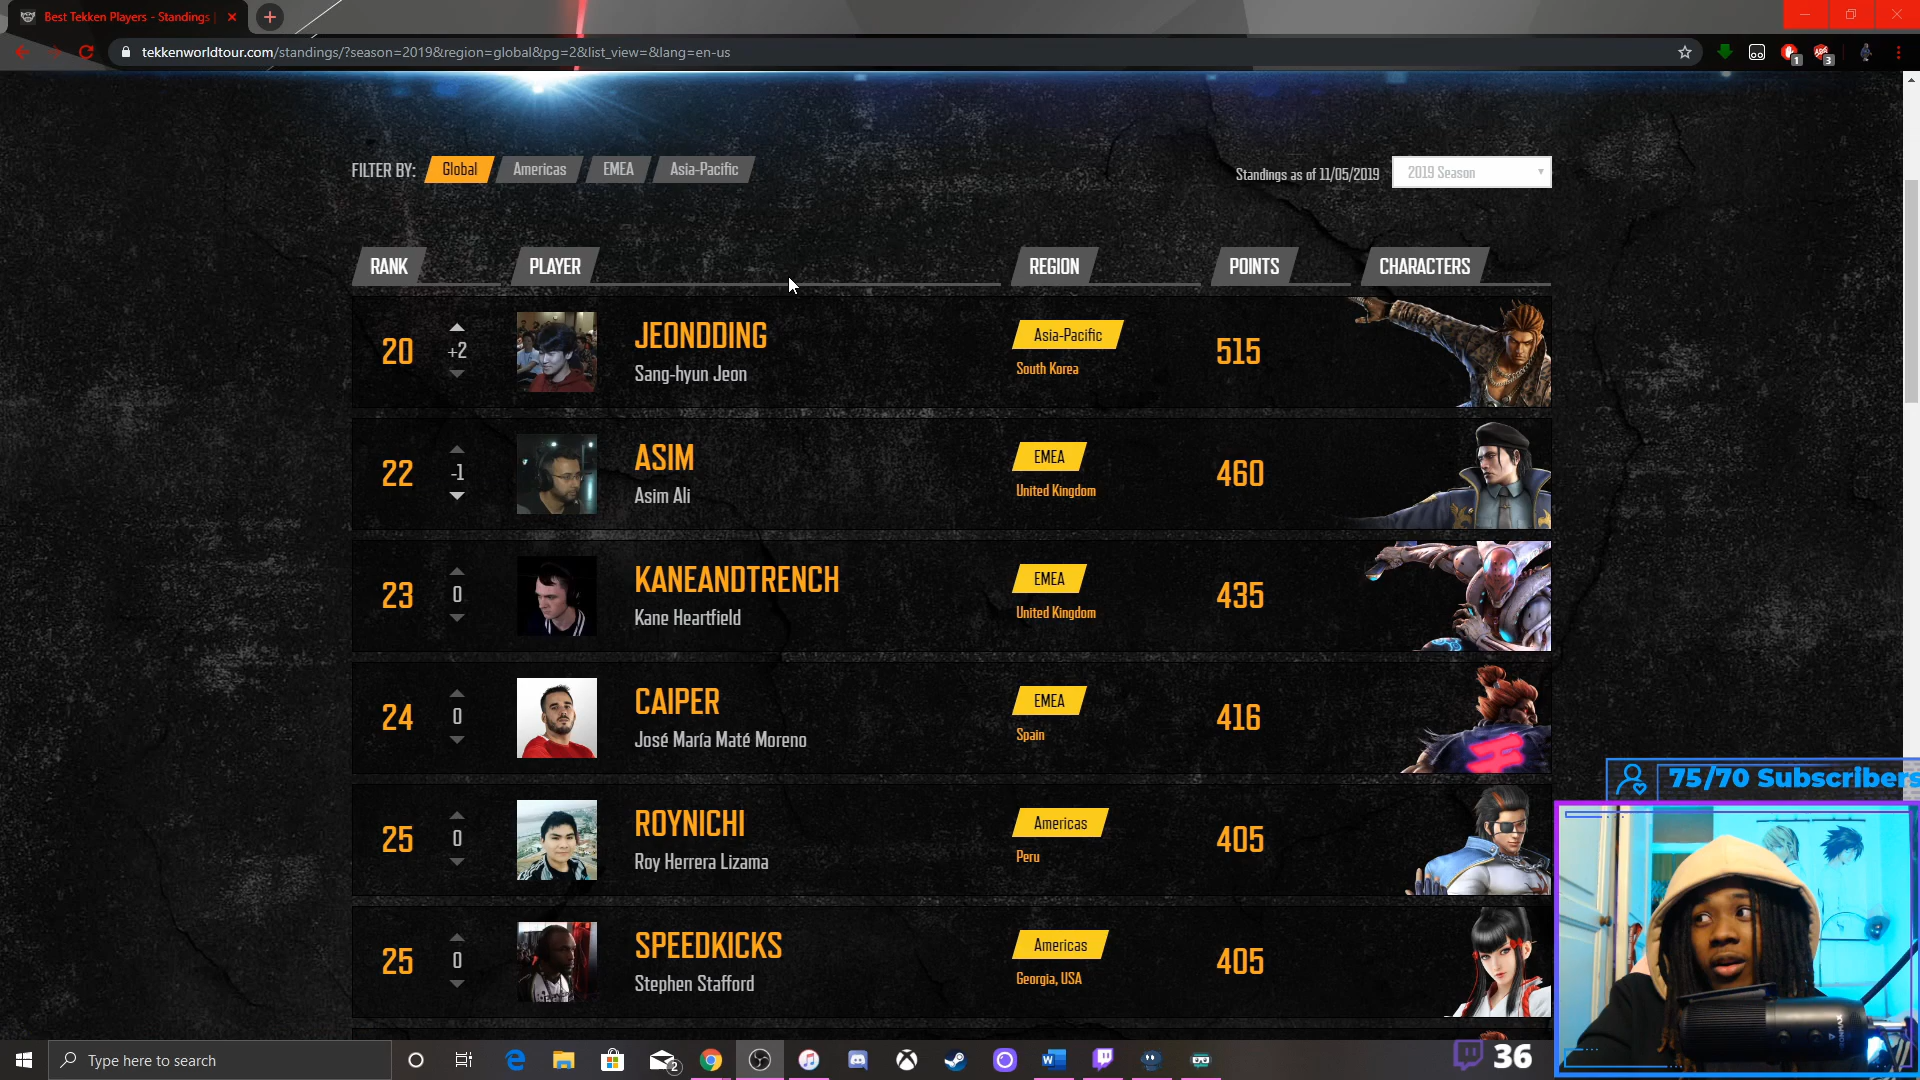 Best Tekken Players - Standings |
tekkenworldtour.com/standings/?season=2019&region=global&pg=2&list_view=&lang=en-us
1
3
FILTER BY: Global Americas EMEA Asia-Pacific
Standings as of 11/05/2019 2019 Season
RANK PLAYER REGION POINTS CHARACTERS
20 +2 JEONDDING Asia-Pacific 515
Sang-hyun Jeon South Korea
22 -1 ASIM EMEA 460
Asim Ali United Kingdom
23 0 KANEANDTRENCH EMEA 435
Kane Heartfield United Kingdom
24 0 CAIPER EMEA 416
José María Maté Moreno Spain
25 0 ROYNICHI Americas 405
Roy Herrera Lizama Peru
25 0 SPEEDKICKS Americas 405
Stephen Stafford Georgia, USA
75/70 Subscribers
Type here to search
2
36